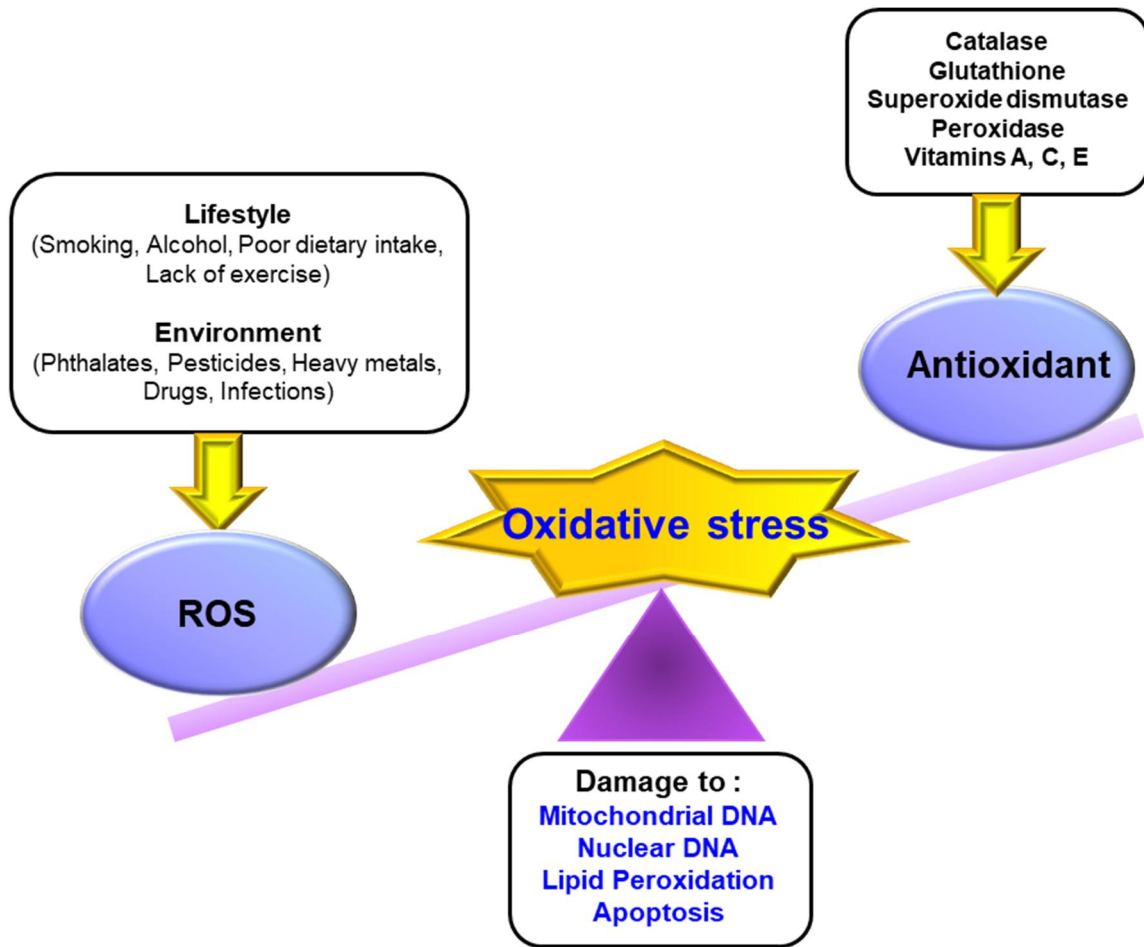 Catalase
Glutathione
Superoxide dismutase
Peroxidase
Vitamins A, C, E
Lifestyle
(Smoking, Alcohol, Poor dietary intake,
Lack of exercise)
Environment
(Phthalates, Pesticides, Heavy metals,
Drugs, Infections)
Antioxidant
Oxidative stress
ROS
Damage to :
Mitochondrial DNA
Nuclear DNA
Lipid Peroxidation
Apoptosis